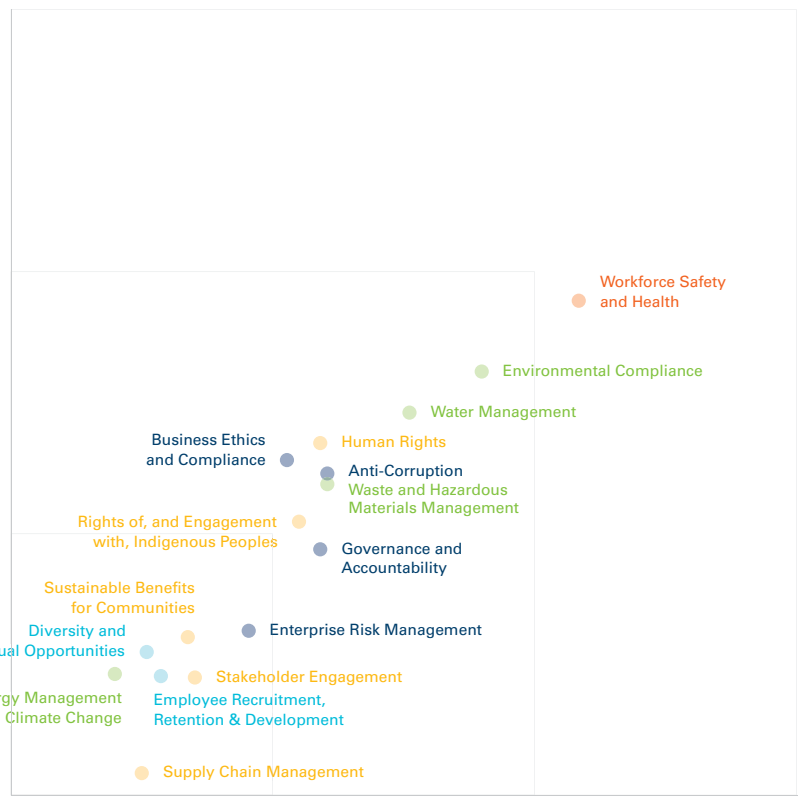 Workforce Safety
and Health
Environmental Compliance
Water Management
Business Ethics
and Compliance
Human Rights
Anti-Corruption
Waste and Hazardous
Materials Management
Rights of, and Engagement
with, Indigenous Peoples
Governance and
Accountability
Sustainable Benefits
for Communities
Diversity and
Opportunities
Enterprise Risk Management
Management
Climate Change
Stakeholder Engagement
Employee Recruitment,
Retention & Development
Supply Chain Management